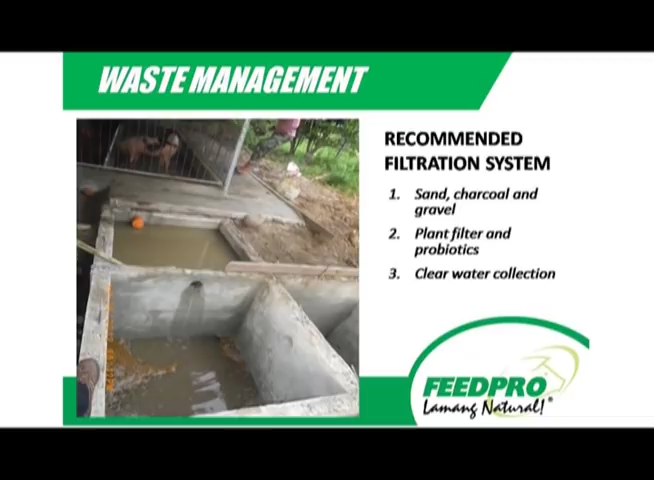 WASTE MANAGEMENT
RECOMMENDED
FILTRATION SYSTEM
1. Sand, charcoal and
gravel
2. Plant filter and
probiotics
3. Clear water collection
FEEDPRO
Lamang Natural!®